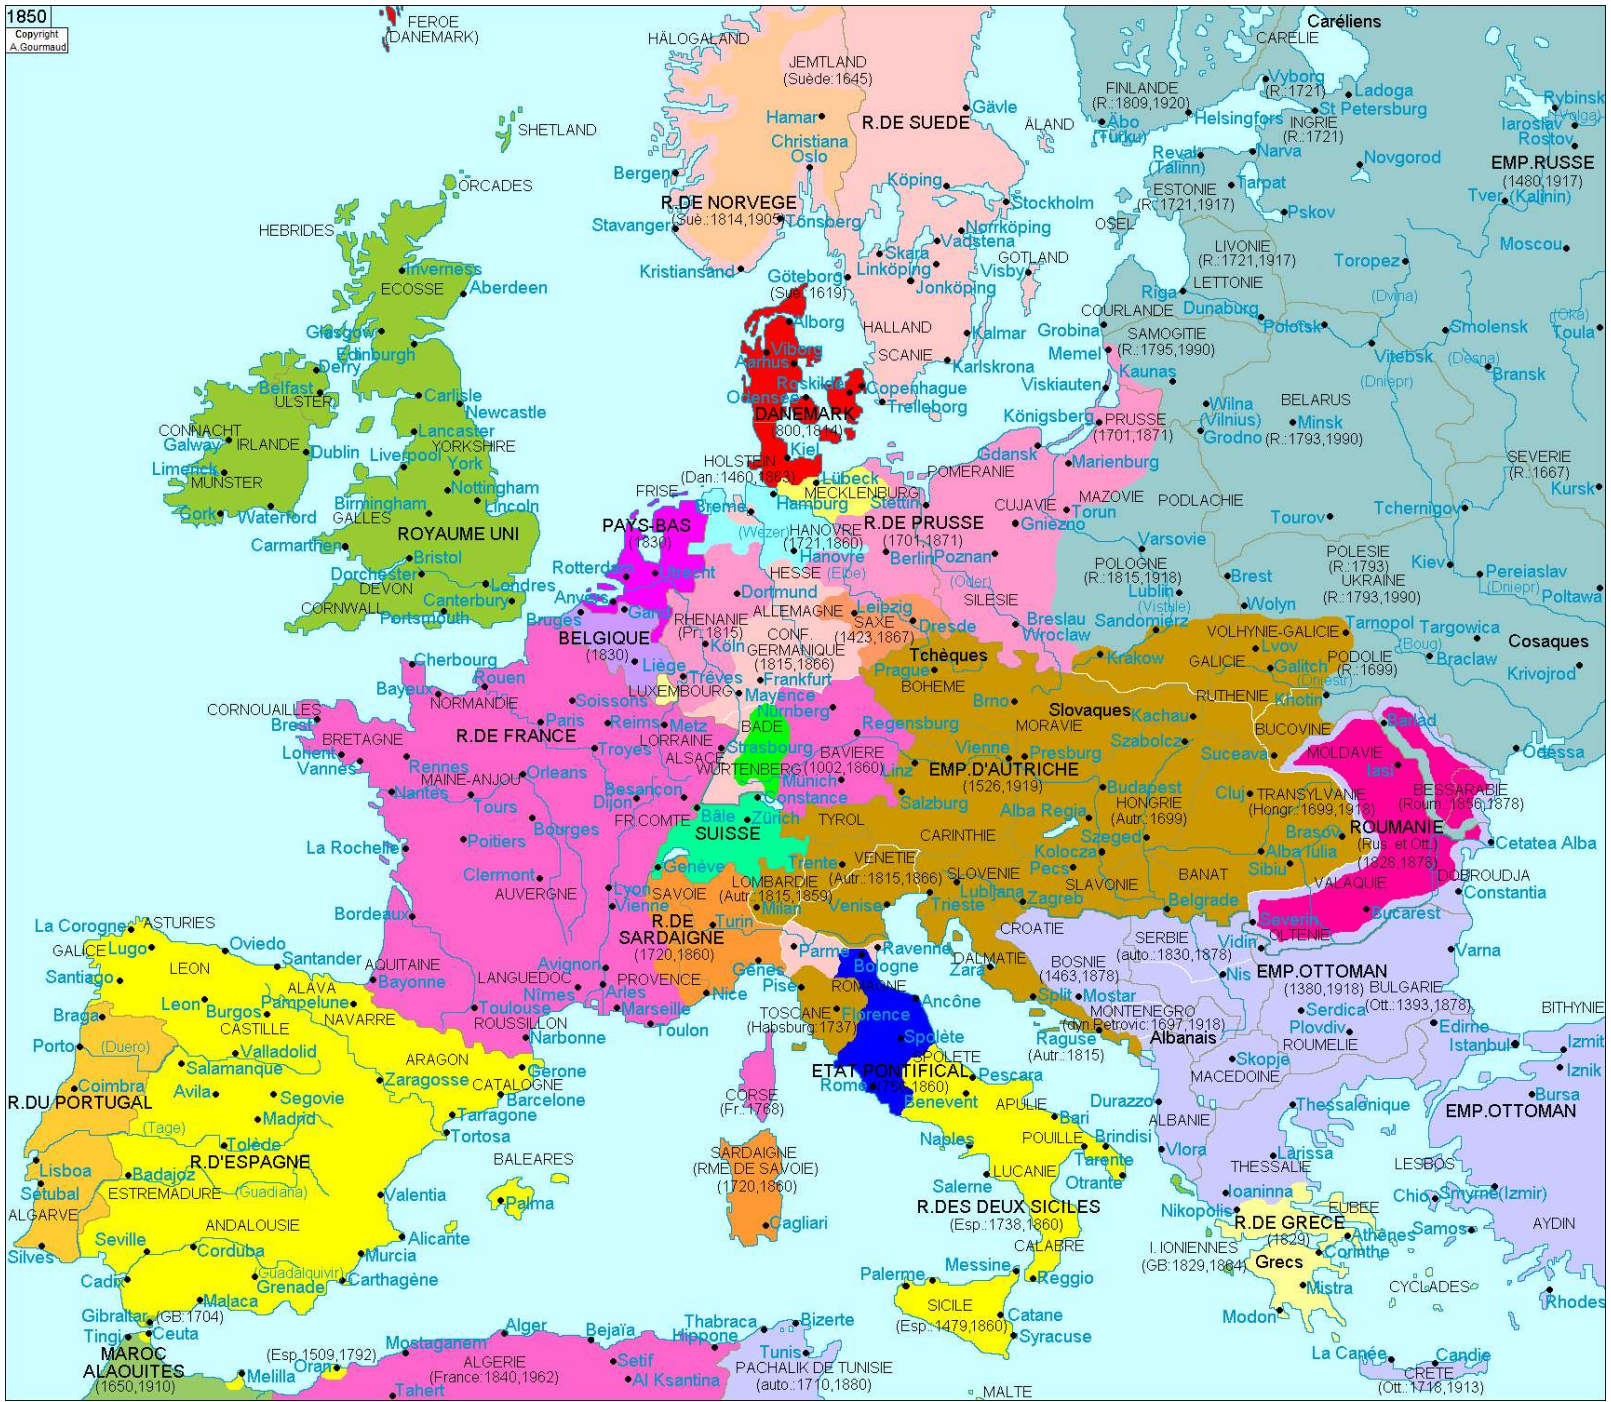 1850
Copyright
A.Gourmaud
FEROE
(DANEMARK)
HÄLOGALAND
JEMTLAND
(Suède:1645)
Caréliens
CARELIE
FINLANDE
(R.:1809,1920)
Vyborg
(R.:1721)
Ladoga
St Petersburg
Rybinsk
(Volga)
Iaroslav
Rostov
SHETLAND
Hamar
Gävle
R.DE SUEDE
ÄLAND
Äbo
(Turku)
Helsingfors
INGRIE
(R.:1721)
Christiana
Oslo
Reval
(Talinn)
Narva
Novgorod
EMP.RUSSE
(1480,1917)
ORCADES
Bergen
Köping
ESTONIE
(R.:1721,1917)
Tarpat
Tver (Kalinin)
R.DE NORVEGE
(Suè.:1814,1905)
Tônsberg
Stockholm
Pskov
HEBRIDES
Stavanger
Norrköping
Vadstena
OSEL
LIVONIE
(R.:1721,1917)
Moscou
Inverness
ECOSSE
Aberdeen
Kristiansand
Göteborg
(Suè.:1619)
Skara
Linköping
Jonköping
GOTLAND
Visby
LETTONIE
Toropez
(Dvina)
Riga
Dunaburg
Glasgow
Edinburgh
Alborg
HALLAND
Kalmar
COURLANDE
Grobina
SAMOGITIE
(R.:1795,1990)
Polotsk
Smolensk
(Oka)
Toula
Derry
Viborg
Aarhus
SCANIE
Karlskrona
Memel
Kaunas
Vitebsk
(Desna)
(Dniepr)
Bransk
Belfast
ULSTER
Carlisle
Newcastle
Roskilde
Odensee
Copenhague
Trelleborg
Viskiauten
Königsberg
Wilna
(Vilnius)
Grodno
BELARUS
Minsk
(R.:1793,1990)
DANEMARK
(800,1814)
PRUSSE
(1701,1871)
CONNACHT
Galway
IRLANDE
Dublin
Lancaster
YORKSHIRE
Liverpool
York
Kiel
Gdansk
Marienburg
Limerick
MUNSTER
Nottingham
Lincoln
HOLSTEIN
(Dan.:1460,1863)
Lübeck
MECKLENBURG
POMERANIE
SEVERIE
(R.:1667)
Kursk
Cork
Waterford
Birmingham
GALLES
FRISE
Breme
Hamburg
Stettin
CUJAVIE
MAZOVIE
Torun
PODLACHIE
Tchernigov
ROYAUME UNI
PAYS-BAS
(1830)
(Wezer)
HANOVRE
(1721,1860)
R.DE PRUSSE
(1701,1871)
Gniezno
Tourov
Carmarthen
Bristol
Hanovre
Berlin
Poznan
Varsovie
POLESIE
(R.:1793)
Dorchester
DEVON
Londres
Rotterdam
Utrecht
HESSE
(Elbe)
(Oder)
POLOGNE
(R.:1815,1918)
Brest
UKRAINE
(R.:1793,1990)
Kiev
Pereiaslav
(Dniepr)
Poltawa
CORNWALL
Canterbury
Portsmouth
Anvers
Gand
Bruges
Dortmund
ALLEMAGNE
Leipzig
SILESIE
Lublin
(Vistule)
Wolyn
RHENANIE
(Pr.:1815)
CONF.
GERMANIQUE
(1815,1866)
SAXE
(1423,1867)
Dresde
Breslau
Wroclaw
Sandomierz
VOLHYNIE-GALICIE
Tarnopol
Targowica
(Boug)
Cosaques
BELGIQUE
(1830)
Köln
Liège
Tchèques
Prague
BOHEME
Krakow
GALICIE
Lvov
Galitch
(Dniestr)
PODOLIE
(R.:1699)
Braclaw
Krivojrod
Cherbourg
Rouen
Trêves
Frankfurt
LUXEMBOURG
Mayence
RUTHENIE
Khotin
Bayeux
NORMANDIE
Soissons
Nürnberg
Brno
Slovaques
Kachau
MORAVIE
CORNOUAILLES
Brest
Paris
Reims
Metz
BADE
Regensburg
BUCOVINE
Barlad
BRETAGNE
R.DE FRANCE
LORRAINE
Strasbourg
BAVIERE
(1002,1860)
Vienne
Presburg
Szabolcz
Suceava
MOLDAVIE
Odessa
Lorient
Vannes
Rennes
Troyes
ALSACE
WURTENBERG
Linz
EMP.D'AUTRICHE
(1526,1919)
Iasi
MAINE-ANJOU
Orleans
Munich
Nantes
Tours
Besançon
Dijon
Constance
Salzburg
Budapest
HONGRIE
(Autr.:1699)
Cluj
TRANSYLVANIE
(Hongr.:1699,1918)
BESSARABIE
(Roum.:1856,1878)
Bourges
FR.COMTE
Bâle
Zürich
SUISSE
TYROL
Alba Regia
CARINTHIE
Szeged
Brasov
ROUMANIE
(Rus. et Ott.)
(1828,1878)
Cetatea Alba
La Rochelle
Poitiers
Genève
Trente
VENETIE
(Autr.:1815,1866)
Kolocza
Pecs
Alba Iulia
Sibiu
Clermont
AUVERGNE
Lyon
Vienne
SAVOIE
LOMBARDIE
(Autr.:1815,1859)
SLOVENIE
Lubljana
SLAVONIE
BANAT
VALAQUIE
DOBROUDJA
Constantia
Bordeaux
R.DE
SARDAIGNE
(1720,1860)
Turin
Milan
Venise
Trieste
Zagreb
Belgrade
Severin
OLTENIE
Bucarest
La Corogne
ASTURIES
CROATIE
SERBIE
(auto.:1830,1878)
Vidin
GALICE
Lugo
Oviedo
Parme
Ravenne
Bologne
DALMATIE
Zara
BOSNIE
(1463,1878)
Varna
Santiago
LEON
Santander
AQUITAINE
Bayonne
LANGUEDOC
Avignon
PROVENCE
Gênes
Pise
ROMAGNE
Nis
EMP.OTTOMAN
(1380,1918)
BULGARIE
(Ott.:1393,1878)
ALAVA
Leon
Burgos
Pampelune
NAVARRE
Nîmes
Arles
Marseille
Nice
Ancône
Split
Mostar
MONTENEGRO
(dyn.Petrovic:1697,1918)
Serdica
BITHYNIE
Braga
CASTILLE
Toulouse
ROUSSILLON
Narbonne
Toulon
TOSCANE
(Habsburg:1737)
Florence
Raguse
(Autr.:1815)
Albanais
Plovdiv
ROUMELIE
Edirne
Istanbul
Izmit
Porto
(Duero)
Valladolid
Spolète
SPOLETE
Salamanque
ARAGON
Gerone
ETAT PONTIFICAL
(756,1860)
Pescara
Skopje
MACEDOINE
Iznik
Coimbra
Avila
Segovie
Zaragosse
CATALOGNE
Barcelone
CORSE
(Fr.:1768)
Rome
Benevent
APULIE
Durazzo
Thessalonique
Bursa
EMP.OTTOMAN
R.DU PORTUGAL
Madrid
Tarragone
Bari
ALBANIE
(Tage)
Tolède
Tortosa
Naples
POUILLE
Brindisi
Vlora
Larissa
Lisboa
R.D'ESPAGNE
BALEARES
SARDAIGNE
(RME DE SAVOIE)
(1720,1860)
Tarente
THESSALIE
LESBOS
Setubal
Badajoz
ESTREMADURE
(Guadiana)
Valentia
Palma
LUCANIE
Salerne
Otrante
Ioaninna
Chio
Smyrne(Izmir)
ALGARVE
ANDALOUSIE
Cagliari
R.DES DEUX SICILES
(Esp.:1738,1860)
Nikopolis
R.DE GRECE
(1829)
EUBEE
Athènes
Samos
AYDIN
Silves
Seville
Corduba
Alicante
Murcia
CALABRE
I.IONIENNES
(GB:1829,1864)
Grecs
Corinthe
Cadix
(Guadalquivir)
Grenade
Carthagène
Palerme
Messine
Reggio
Mistra
CYCLADES
Malaca
SICILE
(Esp.:1479,1860)
Catane
Modon
Rhodes
Gibraltar
(GB:1704)
Tingi
Ceuta
Alger
Bejaïa
Thabraca
Hippone
Bizerte
Syracuse
MAROC
ALAOUITES
(1650,1910)
(Esp.1509,1792)
Oran
Melilla
Mostaganem
ALGERIE
(France:1840,1962)
Setif
Al Ksantina
Tunis
PACHALIK DE TUNISIE
(auto.:1710,1880)
La Canée
Candie
CRETE
(Ott.:1718,1913)
Tahert
MALTE